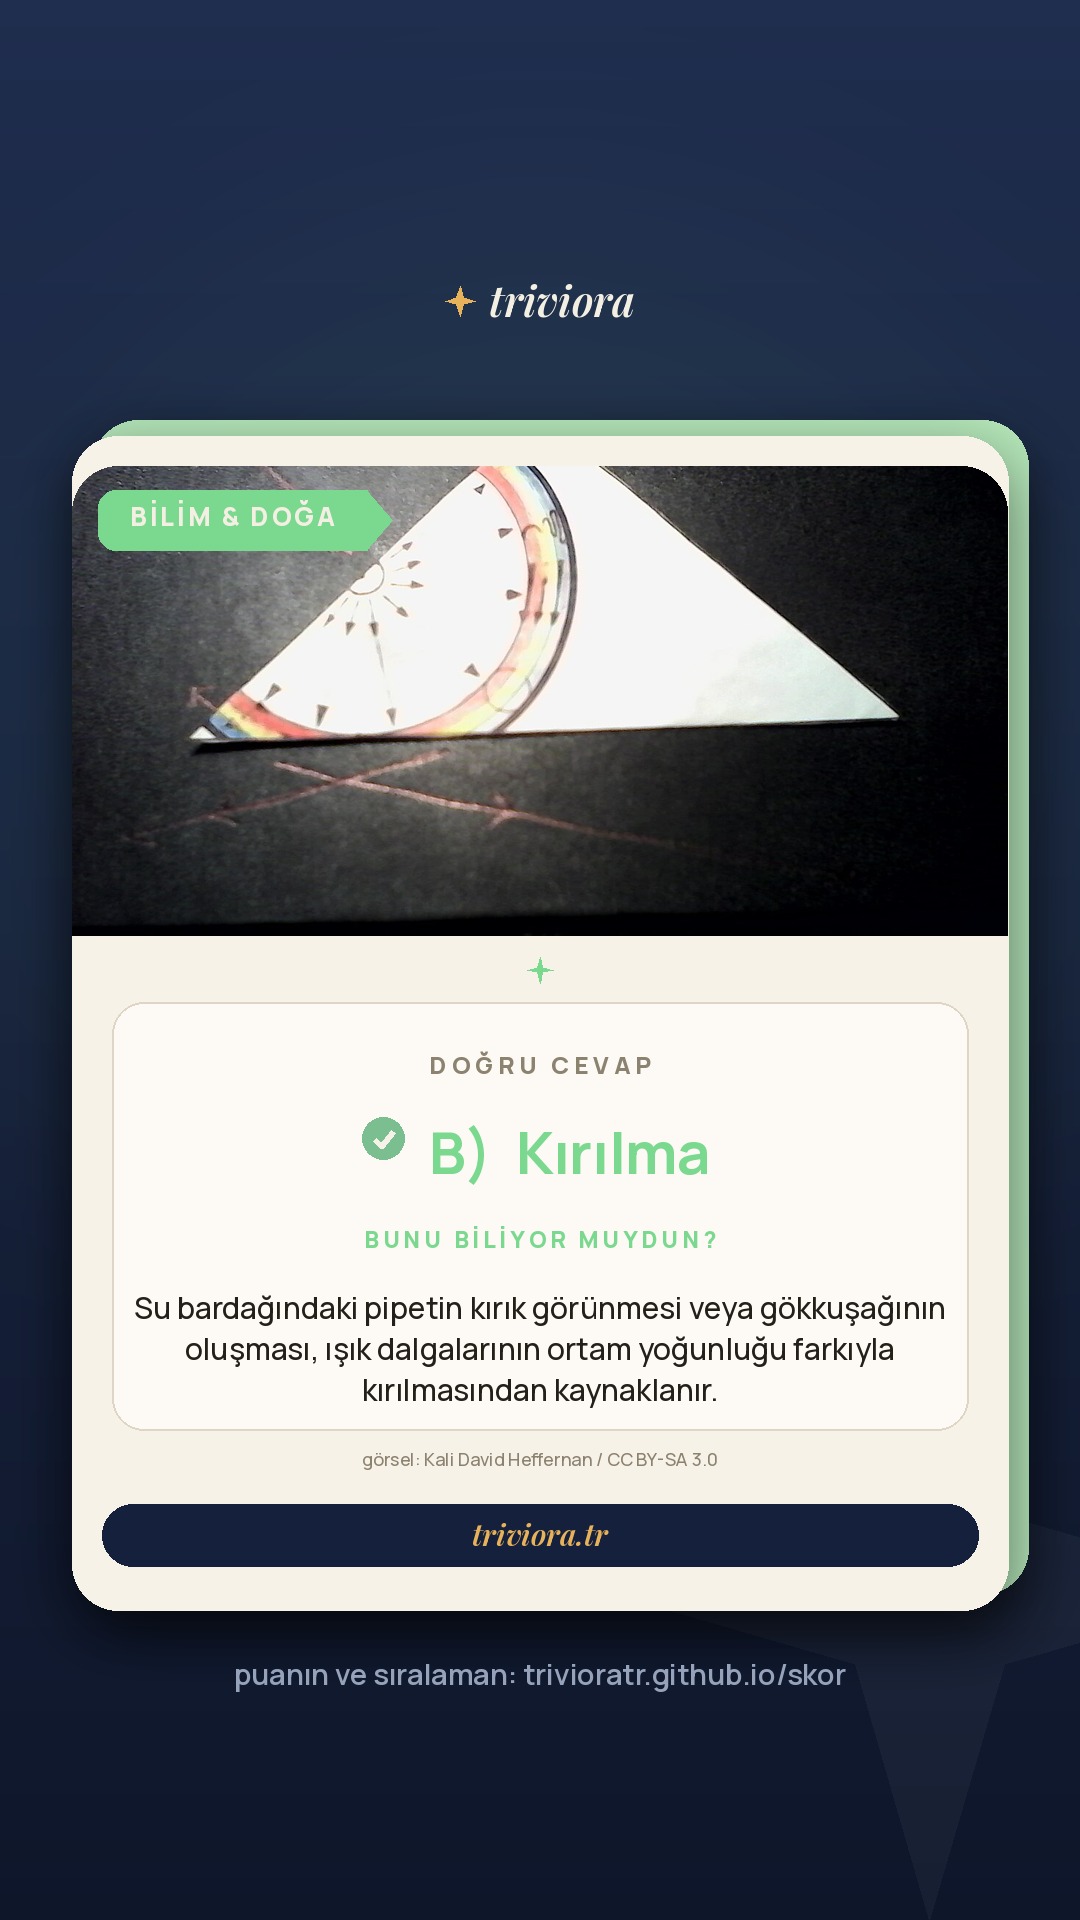 triviora
BİLİM & DOĞA
DOĞRU CEVAP
B) Kırılma
BUNU BİLİYOR MUYDUN?
Su bardağındaki pipetin kırık görünmesi veya gökkuşağının
oluşması, ışık dalgalarının ortam yoğunluğu farkıyla
kırılmasından kaynaklanır.
görsel: Kali David Heffernan / CC BY-SA 3.0
triviora.tr
puanın ve sıralaman: trivioratr.github.io/skor